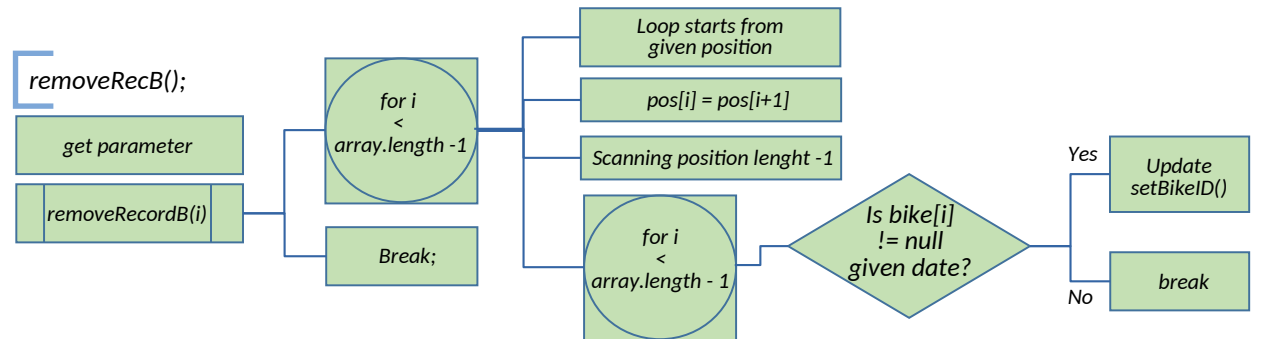 removeRecB();
get parameter
removeRecordB(i)
for i
<
array.length -1
Break;
Loop starts from
given position
pos[i] = pos[i+1]
Scanning position lenght -1
for i
<
array.length - 1
Is bike[i]
!= null
given date?
Yes
Update
setBikeID()
No
break